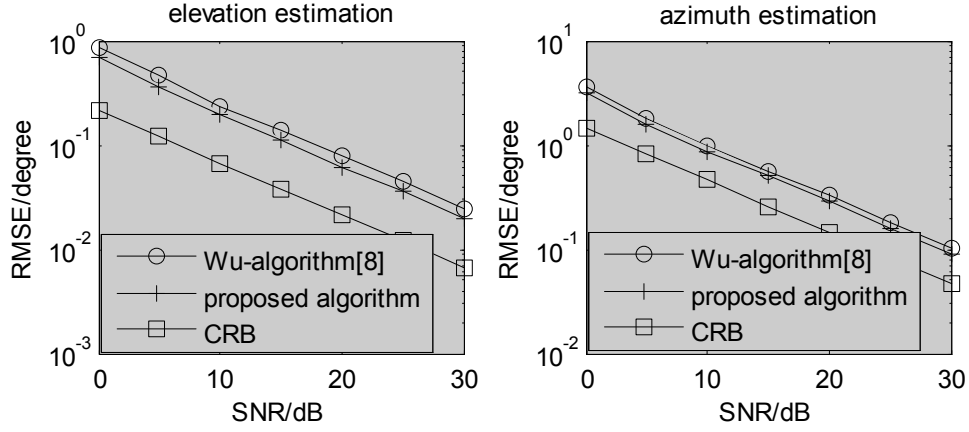 elevation estimation
10^0
10^-1
10^-2
10^-3
RMSE/degree
Wu-algorithm[8]
proposed algorithm
CRB
0 10 20 30
SNR/dB
azimuth estimation
10^1
10^0
10^-1
10^-2
RMSE/degree
Wu-algorithm[8]
proposed algorithm
CRB
0 10 20 30
SNR/dB